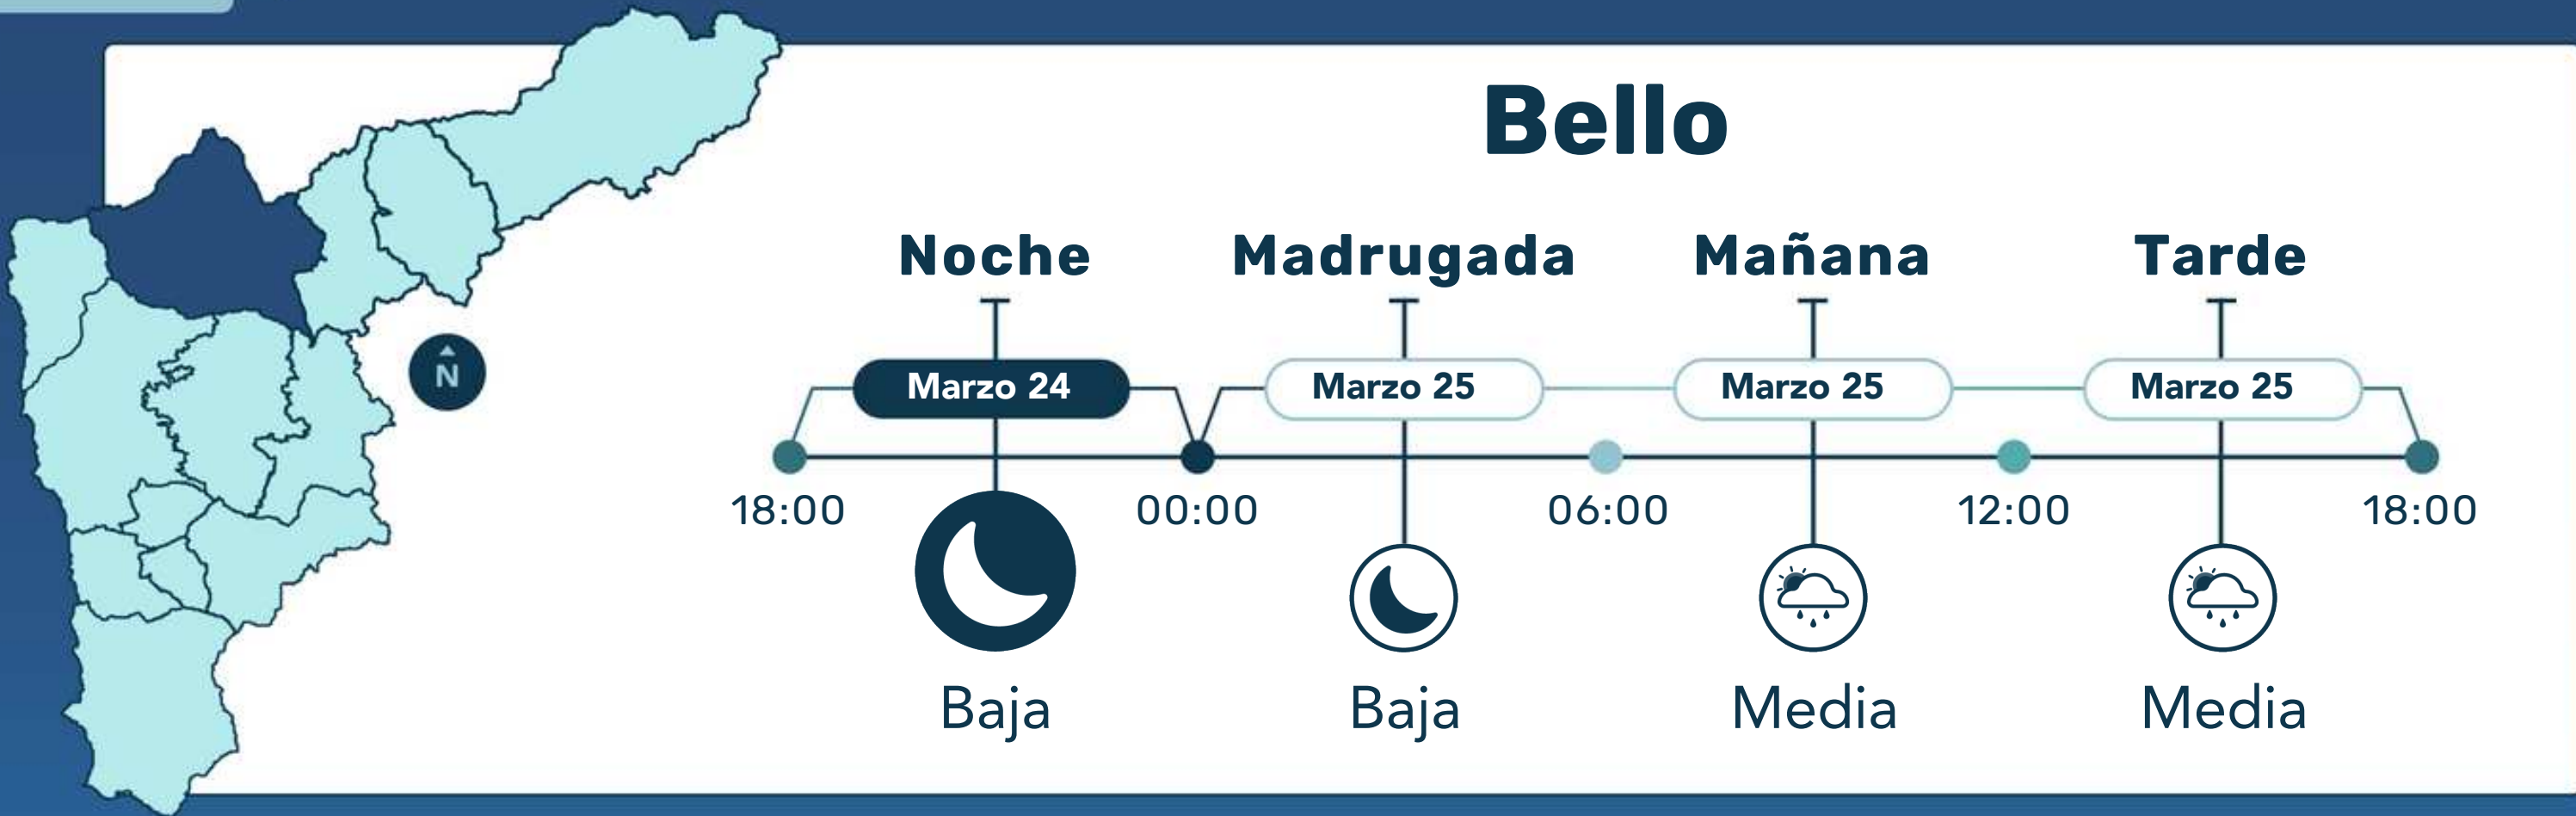 Bello
Noche Madrugada Mañana Tarde
Marzo 24 Marzo 25 Marzo 25 Marzo 25
N
18:00 00:00 06:00 12:00 18:00
Baja Baja Media Media